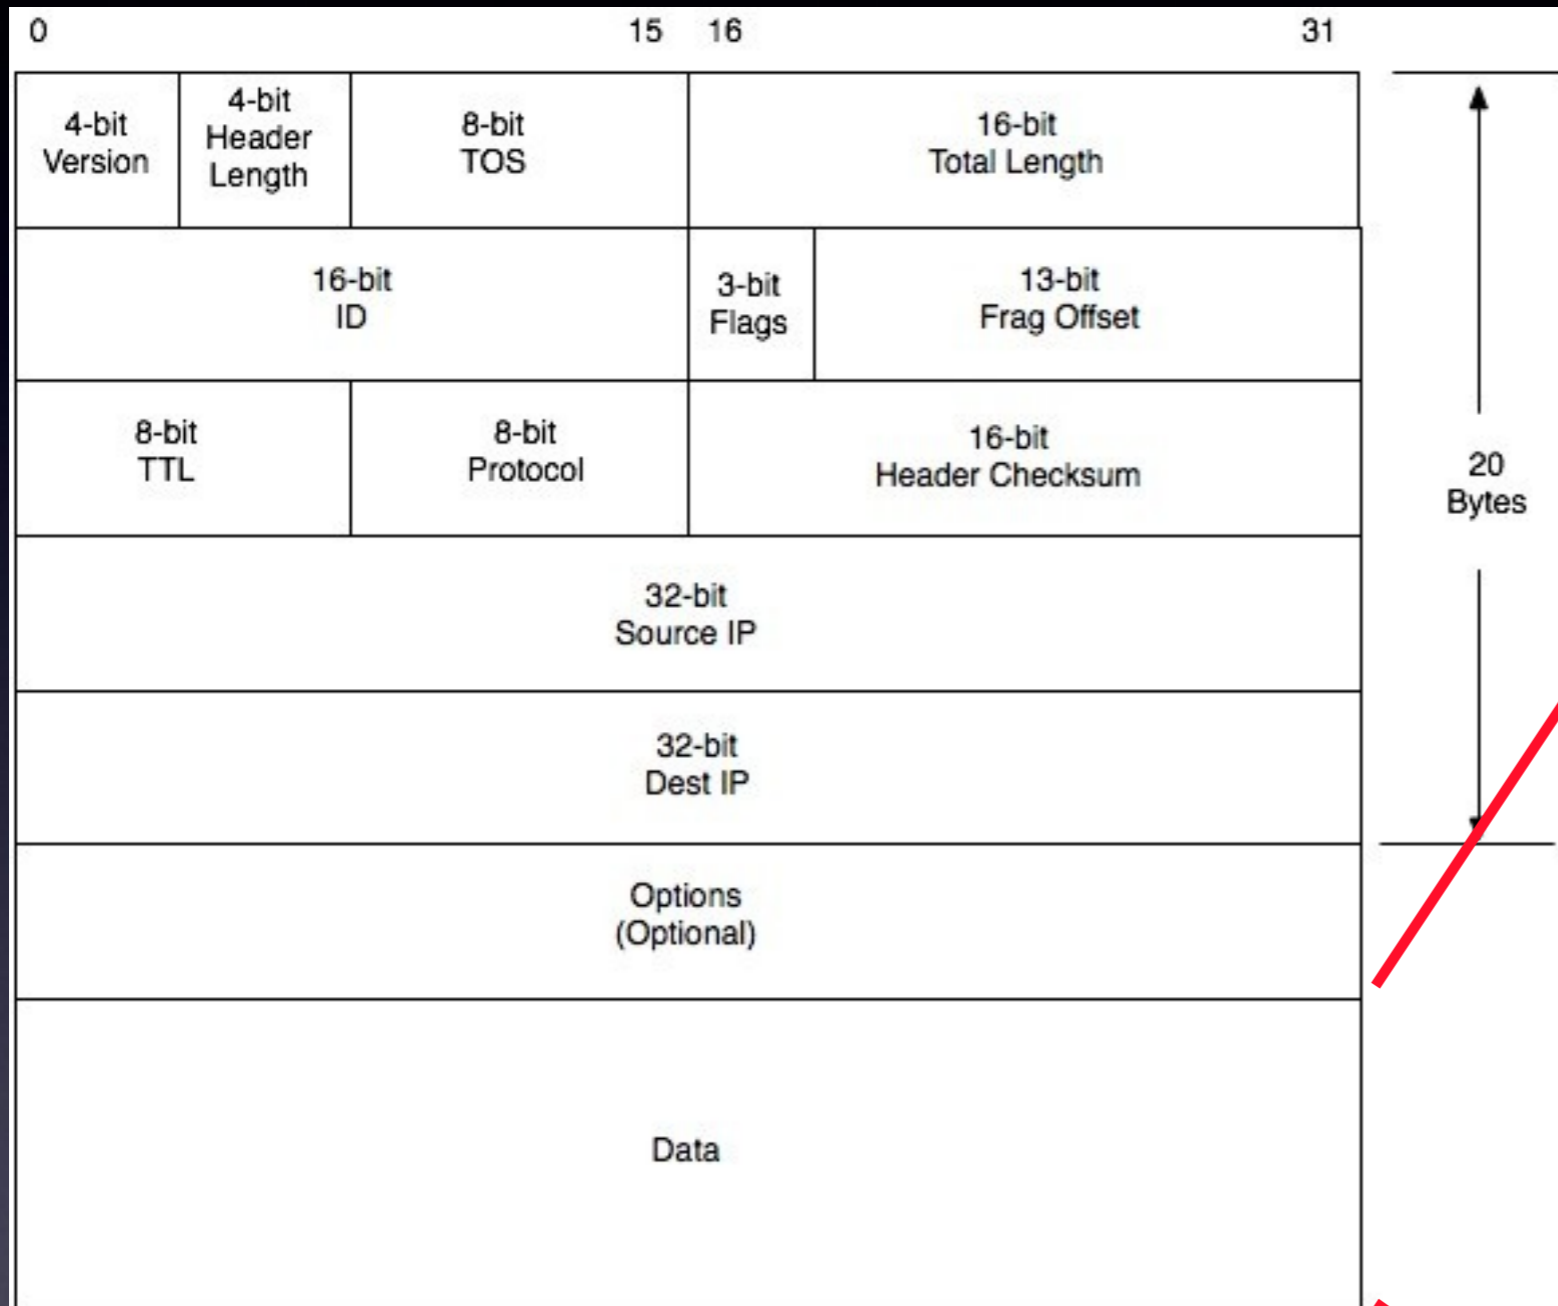 0
15
16
31
4-bit
Version
4-bit
Header
Length
8-bit
TOS
16-bit
Total Length
16-bit
ID
3-bit
Flags
13-bit
Frag Offset
8-bit
TTL
8-bit
Protocol
16-bit
Header Checksum
20
Bytes
32-bit
Source IP
32-bit
Dest IP
Options
(Optional)
Data